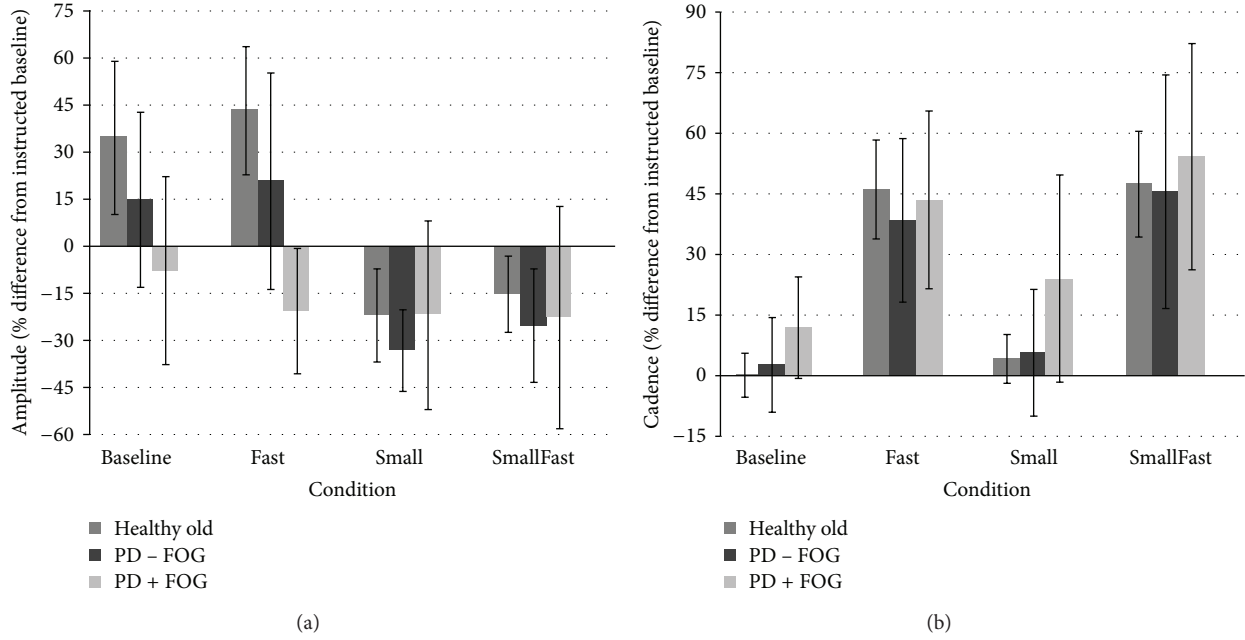 Amplitude (% difference from instructed baseline)
75
60
45
30
15
0
−15
−30
−45
−60
Baseline Fast Small SmallFast
Condition
Healthy old
PD – FOG
PD + FOG
(a)
Cadence (% difference from instructed baseline)
90
75
60
45
30
15
0
−15
Baseline Fast Small SmallFast
Condition
Healthy old
PD – FOG
PD + FOG
(b)